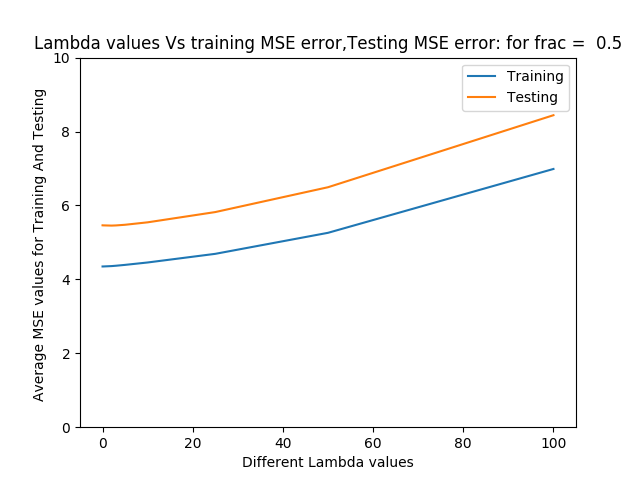 Lambda values Vs training MSE error,Testing MSE error: for frac =  0.5
10
8
6
4
2
0
Average MSE values for Training And Testing
Training
Testing
0 20 40 60 80 100
Different Lambda values